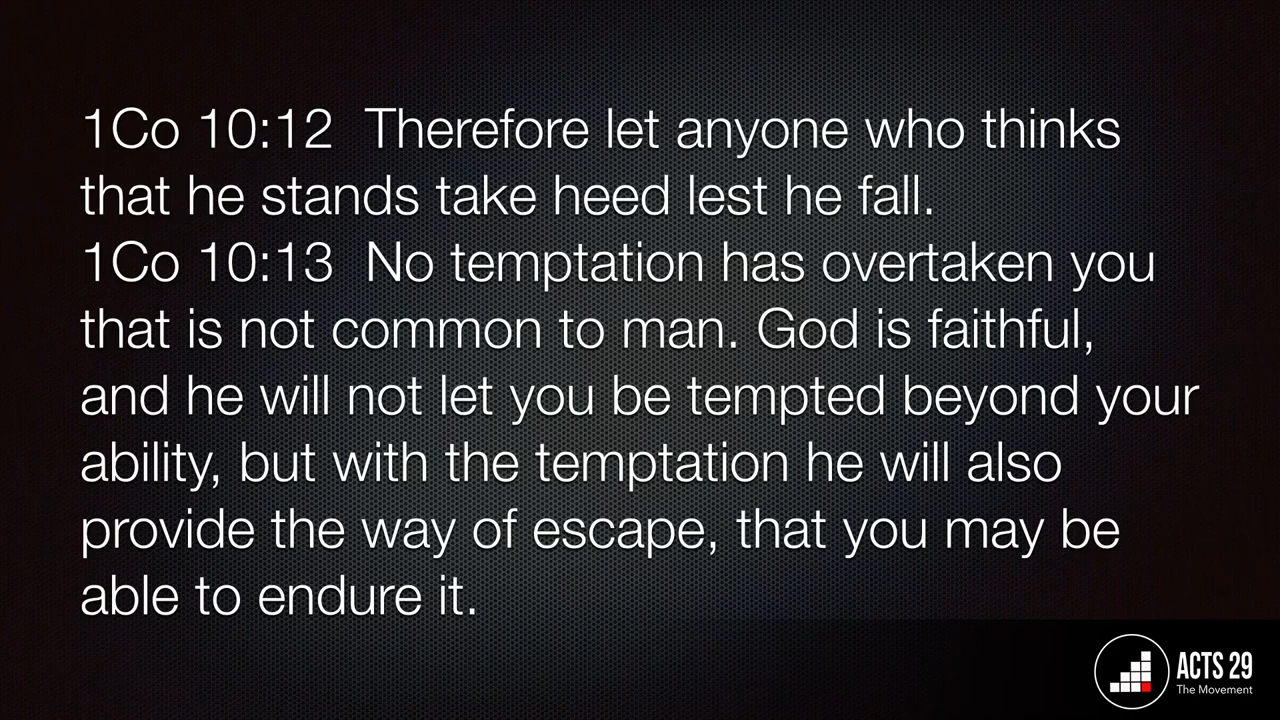 1Co 10:12  Therefore let anyone who thinks
that he stands take heed lest he fall.
1Co 10:13  No temptation has overtaken you
that is not common to man. God is faithful,
and he will not let you be tempted beyond your
ability, but with the temptation he will also
provide the way of escape, that you may be
able to endure it.
ACTS 29
The Movement